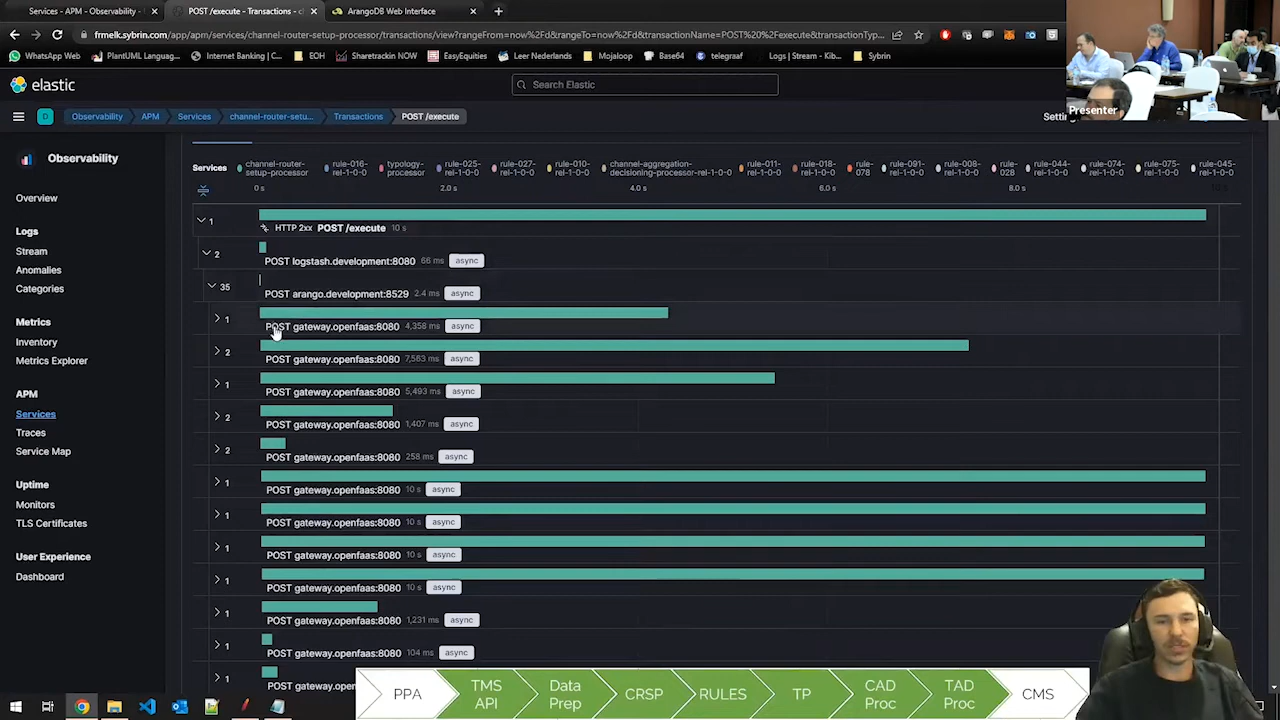 Services - APM - Observability -
POST /execute - Transactions - c
ArangoDB Web Interface
frmelk.sybrin.com/app/apm/services/channel-router-setup-processor/transactions/view?rangeFrom=now%2Fd&rangeTo=now%2Fd&transactionName=POST%20%2Fexecute&transactionTyp...
WhatsApp Web
PlantUML Languag...
Internet Banking | C...
EOH
Sharetrackin NOWTH
EasyEquities
Leer Nederlands
Mojaloop
Base64
telegraaf
Logs | Stream - Kib...
Sybrin
elastic
Search Elastic
Presenter
D
Observability
APM
Services
channel-router-setu...
Transactions
POST /execute
Observability
Overview
Logs
Stream
Anomalies
Categories
Metrics
Inventory
Metrics Explorer
APM
Services
Traces
Service Map
Uptime
Monitors
TLS Certificates
User Experience
Dashboard
Services
channel-router-setup-processor
rule-016-rel-1-0-0
typology-processor
rule-025-rel-1-0-0
rule-027-rel-1-0-0
rule-010-rel-1-0-0
channel-aggregation-decisioning-processor-rel-1-0-0
rule-011-rel-1-0-0
rule-018-rel-1-0-0
rule-078
rule-091-rel-1-0-0
rule-008-rel-1-0-0
rule-028
rule-044-rel-1-0-0
rule-074-rel-1-0-0
rule-075-rel-1-0-0
rule-045-rel-1-0-0
0 s 2.0 s 4.0 s 6.0 s 8.0 s 10 s
1
HTTP 2xx POST /execute 10 s
2
POST logstash.development:8080 66 ms async
35
POST arango.development:8529 2.4 ms async
1
POST gateway.openfaas:8080 4,358 ms async
2
POST gateway.openfaas:8080 7,563 ms async
1
POST gateway.openfaas:8080 5,493 ms async
2
POST gateway.openfaas:8080 1,407 ms async
2
POST gateway.openfaas:8080 258 ms async
1
POST gateway.openfaas:8080 10 s async
1
POST gateway.openfaas:8080 10 s async
1
POST gateway.openfaas:8080 10 s async
1
POST gateway.openfaas:8080 10 s async
1
POST gateway.openfaas:8080 1,231 ms async
1
POST gateway.openfaas:8080 104 ms async
1
POST gateway.openfaas
PPA
TMS API
Data Prep
CRSP
RULES
TP
CAD Proc
TAD Proc
CMS